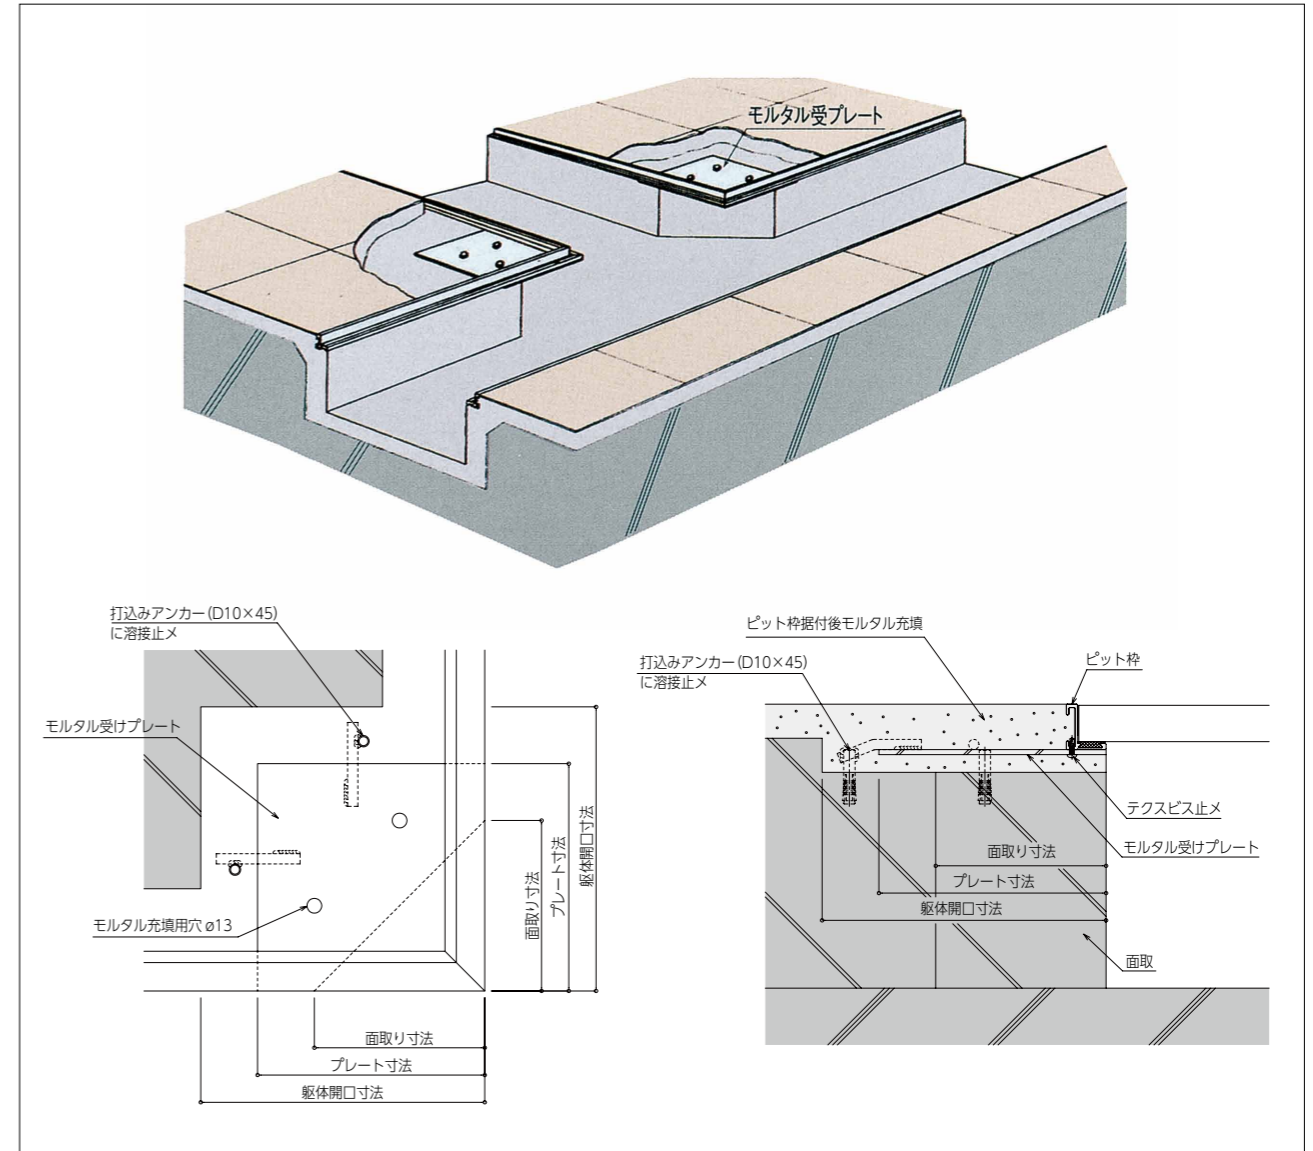 モルタル受プレート
打込みアンカー(D10×45)
に溶接止メ
モルタル受けプレート
モルタル充填用穴 ø13
面取り寸法
プレート寸法
躯体開口寸法
面取り寸法
プレート寸法
躯体開口寸法
ピット枠据付後モルタル充填
打込みアンカー(D10×45)
に溶接止メ
ピット枠
テクスビス止メ
モルタル受けプレート
面取り寸法
プレート寸法
躯体開口寸法
面取